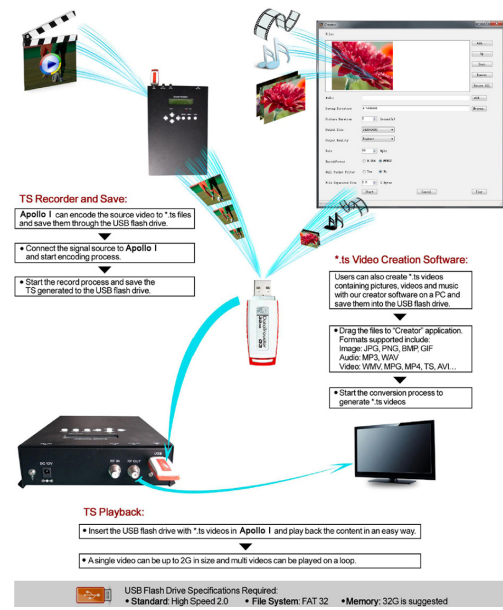 TS Recorder and Save:
Apollo I can encode the source video to *.ts files
and save them through the USB flash drive.
• Connect the signal source to Apollo I
and start encoding process.
• Start the record process and save the
TS generated to the USB flash drive.
*.ts Video Creation Software:
Users can also create *.ts videos
containing pictures, videos and music
with our creator software on a PC and
save them into the USB flash drive.
• Drag the files to "Creator" application.
Formats supported include:
Image: JPG, PNG, BMP, GIF
Audio: MP3, WAV
Video: WMV, MPG, MP4, TS, AVI...
• Start the conversion process to
generate *.ts videos
DC 12V
RF IN
RF OUT
USB
TS Playback:
• Insert the USB flash drive with *.ts videos in Apollo I and play back the content in an easy way.
• A single video can be up to 2G in size and multi videos can be played on a loop.
USB Flash Drive Specifications Required:
• Standard: High Speed 2.0 • File System: FAT 32 • Memory: 32G is suggested